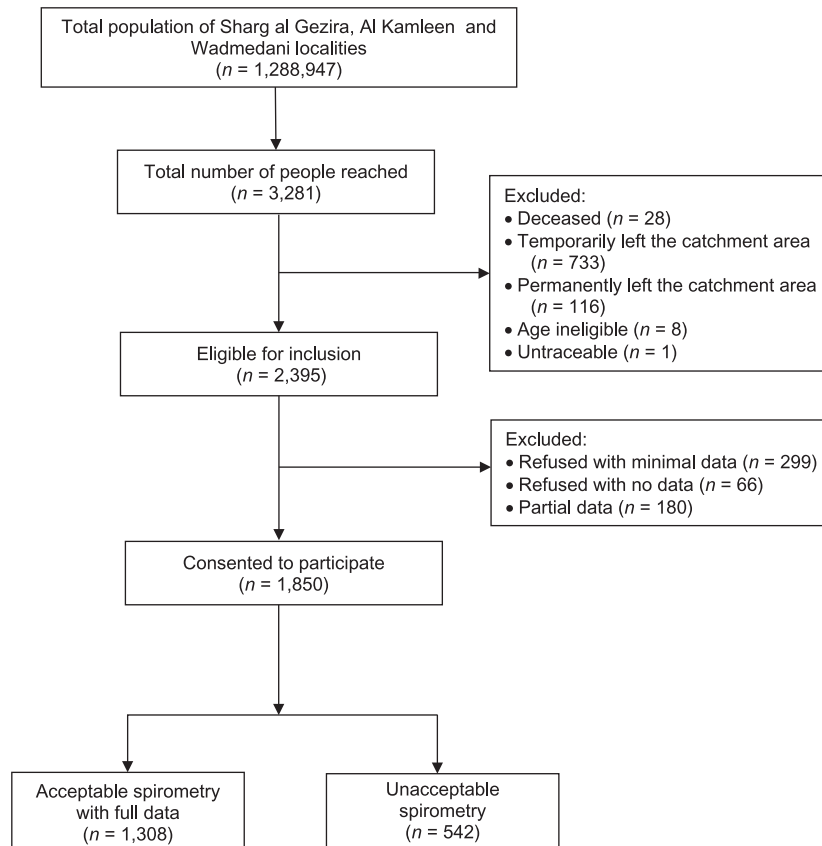 Total population of Sharg al Gezira, Al Kamleen and
Wadmedani localities
(n = 1,288,947)
Total number of people reached
(n = 3,281)
Excluded:
• Deceased (n = 28)
• Temporarily left the catchment area
(n = 733)
• Permanently left the catchment area
(n = 116)
• Age ineligible (n = 8)
• Untraceable (n = 1)
Eligible for inclusion
(n = 2,395)
Excluded:
• Refused with minimal data (n = 299)
• Refused with no data (n = 66)
• Partial data (n = 180)
Consented to participate
(n = 1,850)
Acceptable spirometry
with full data
(n = 1,308)
Unacceptable
spirometry
(n = 542)